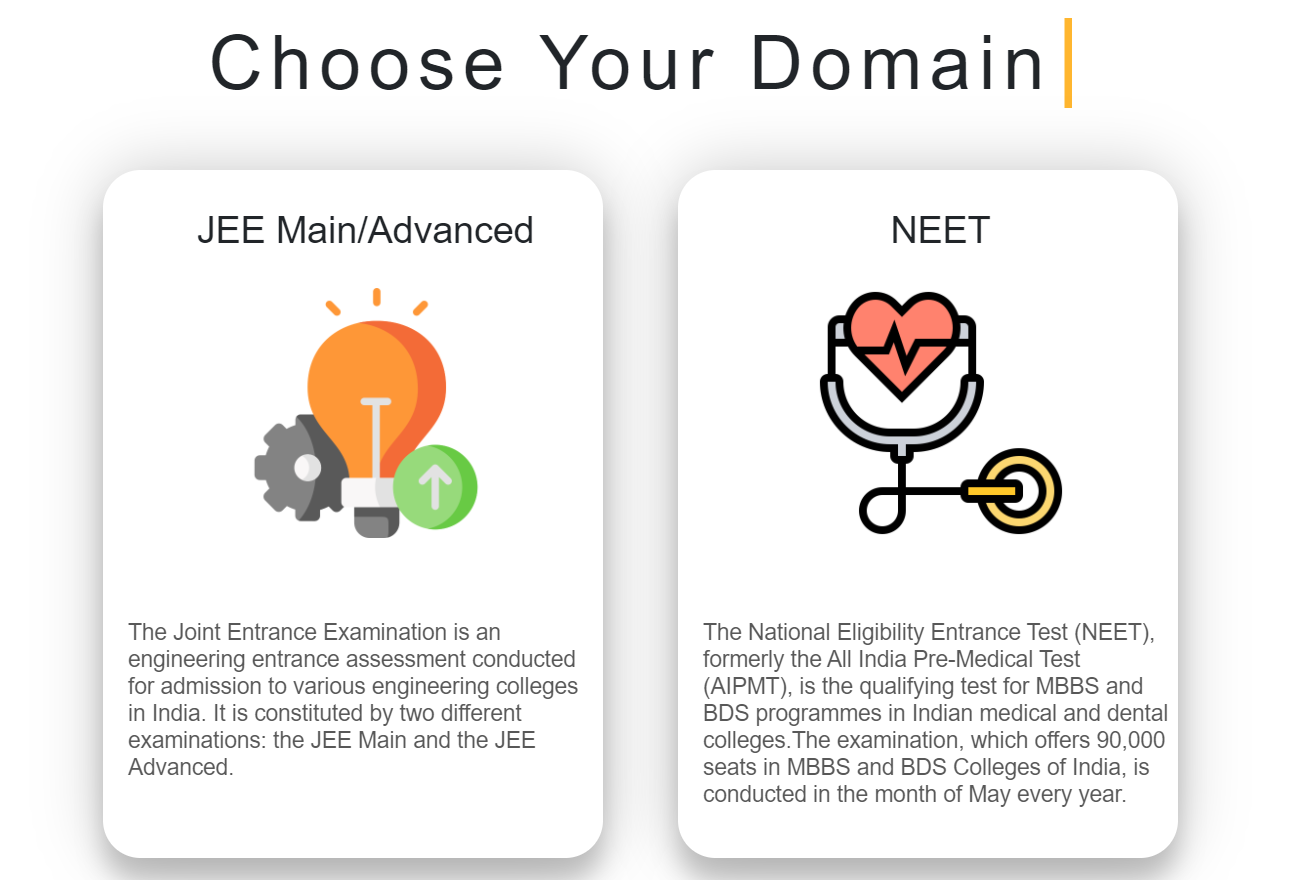 Choose Your Domain
JEE Main/Advanced
The Joint Entrance Examination is an
engineering entrance assessment conducted
for admission to various engineering colleges
in India. It is constituted by two different
examinations: the JEE Main and the JEE
Advanced.
NEET
The National Eligibility Entrance Test (NEET),
formerly the All India Pre-Medical Test
(AIPMT), is the qualifying test for MBBS and
BDS programmes in Indian medical and dental
colleges.The examination, which offers 90,000
seats in MBBS and BDS Colleges of India, is
conducted in the month of May every year.